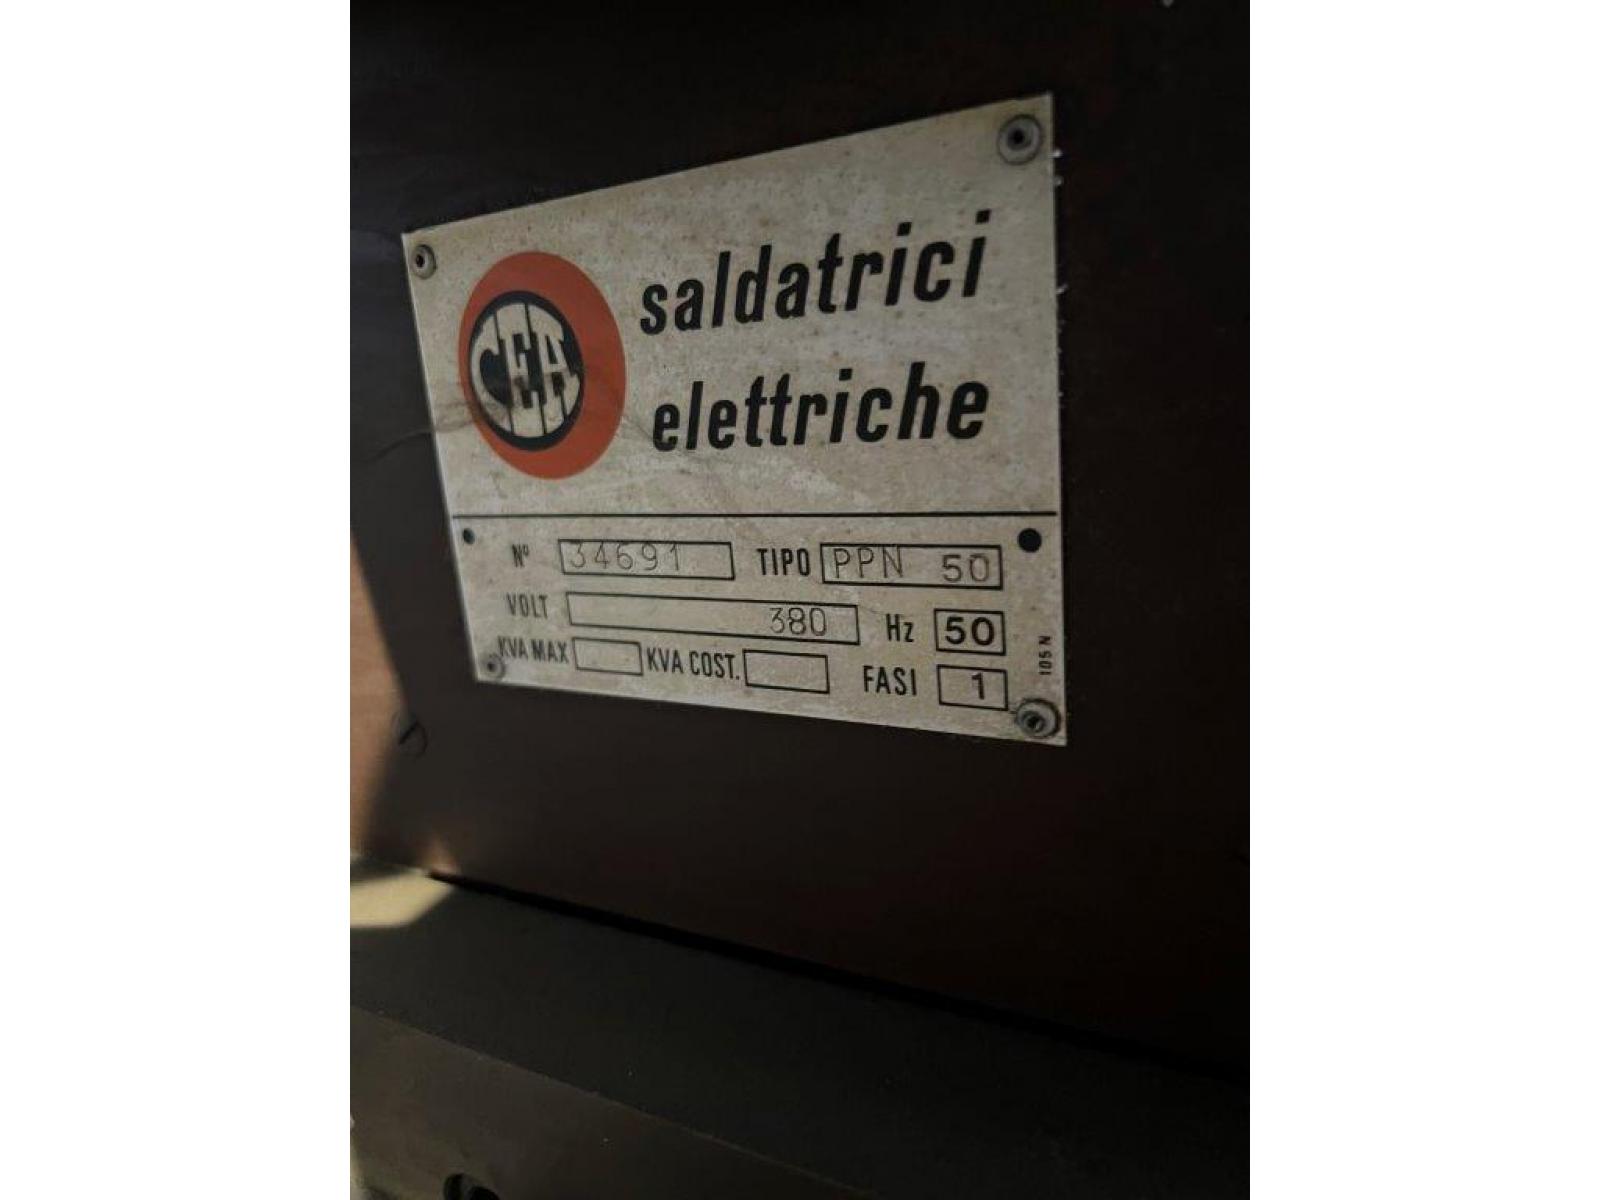 CEA
saldatrici
elettriche
N° 34691 TIPO PPN 50
VOLT 380 Hz 50
KVA MAX KVA COST. FASI 1
105 N